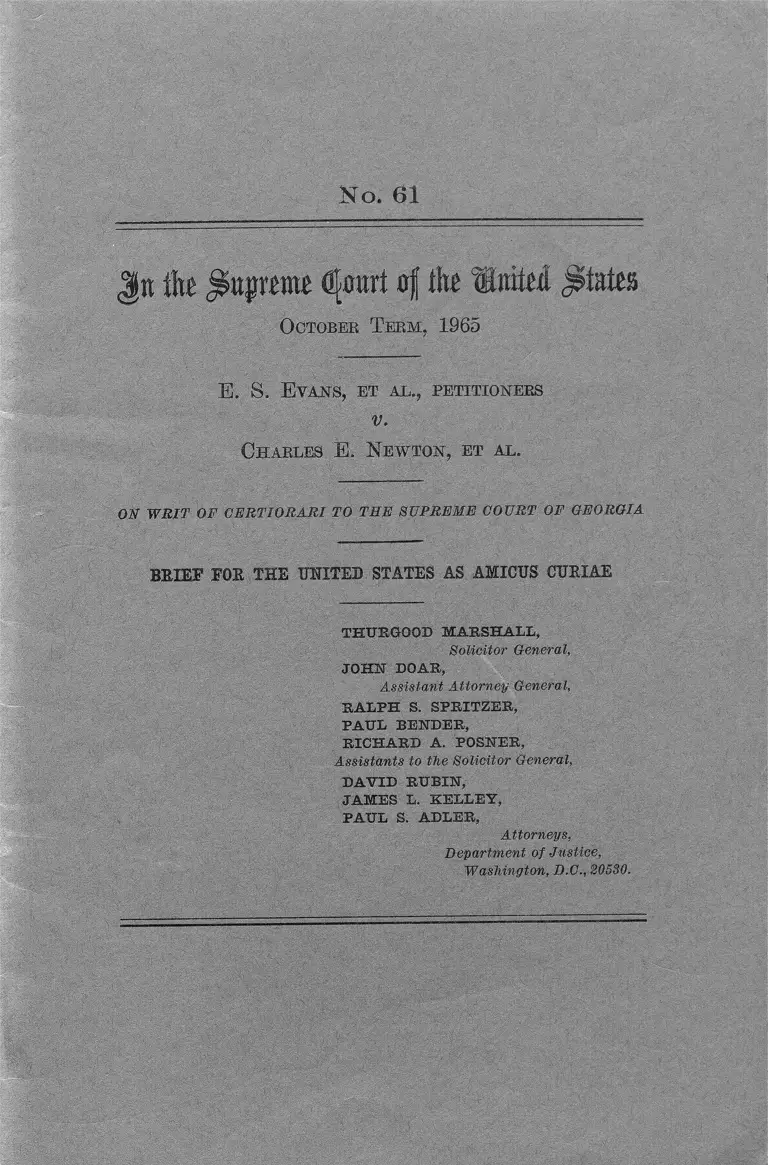 No. 61
In the Supreme Court of the United States
OCTOBER TERM, 1965
E. S. EVANS, ET AL., PETITIONERS
v.
CHARLES E. NEWTON, ET AL.
ON WRIT OF CERTIORARI TO THE SUPREME COURT OF GEORGIA
BRIEF FOR THE UNITED STATES AS AMICUS CURIAE
THURGOOD MARSHALL,
Solicitor General,
JOHN DOAR,
Assistant Attorney General,
RALPH S. SPRITZER,
PAUL BENDER,
RICHARD A. POSNER,
Assistants to the Solicitor General,
DAVID RUBIN,
JAMES L. KELLEY,
PAUL S. ADLER,
Attorneys,
Department of Justice,
Washington, D.C., 20530.